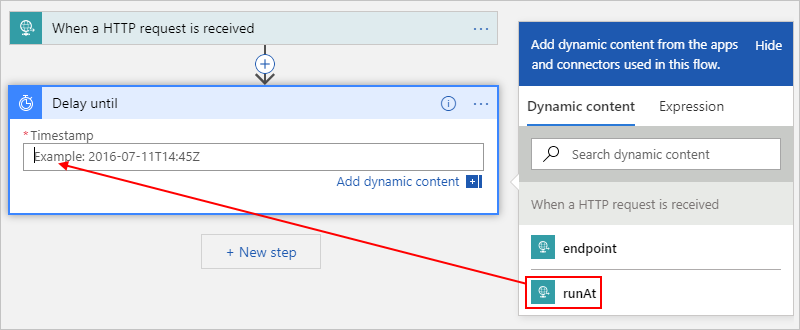 When a HTTP request is received
Delay until
* Timestamp
Example: 2016-07-11T14:45Z
Add dynamic content
+ New step
Add dynamic content from the apps
and connectors used in this flow.
Hide
Dynamic content
Expression
Search dynamic content
When a HTTP request is received
endpoint
runAt